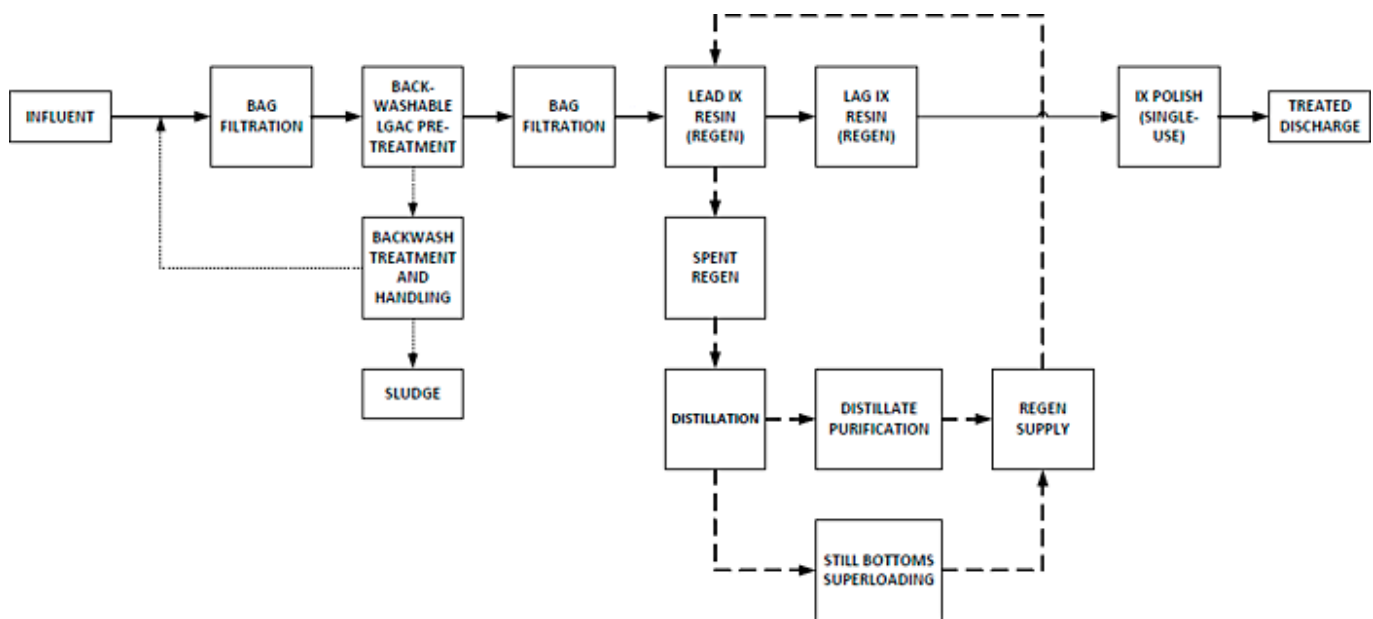 INFLUENT
BAG
FILTRATION
BACK-
WASHABLE
LGAC PRE-
TREATMENT
BAG
FILTRATION
LEAD IX
RESIN
(REGEN)
LAG IX
RESIN
(REGEN)
IX POLISH
(SINGLE-
USE)
TREATED
DISCHARGE
BACKWASH
TREATMENT
AND
HANDLING
SPENT
REGEN
SLUDGE
DISTILLATION
DISTILLATE
PURIFICATION
REGEN
SUPPLY
STILL BOTTOMS
SUPERLOADING